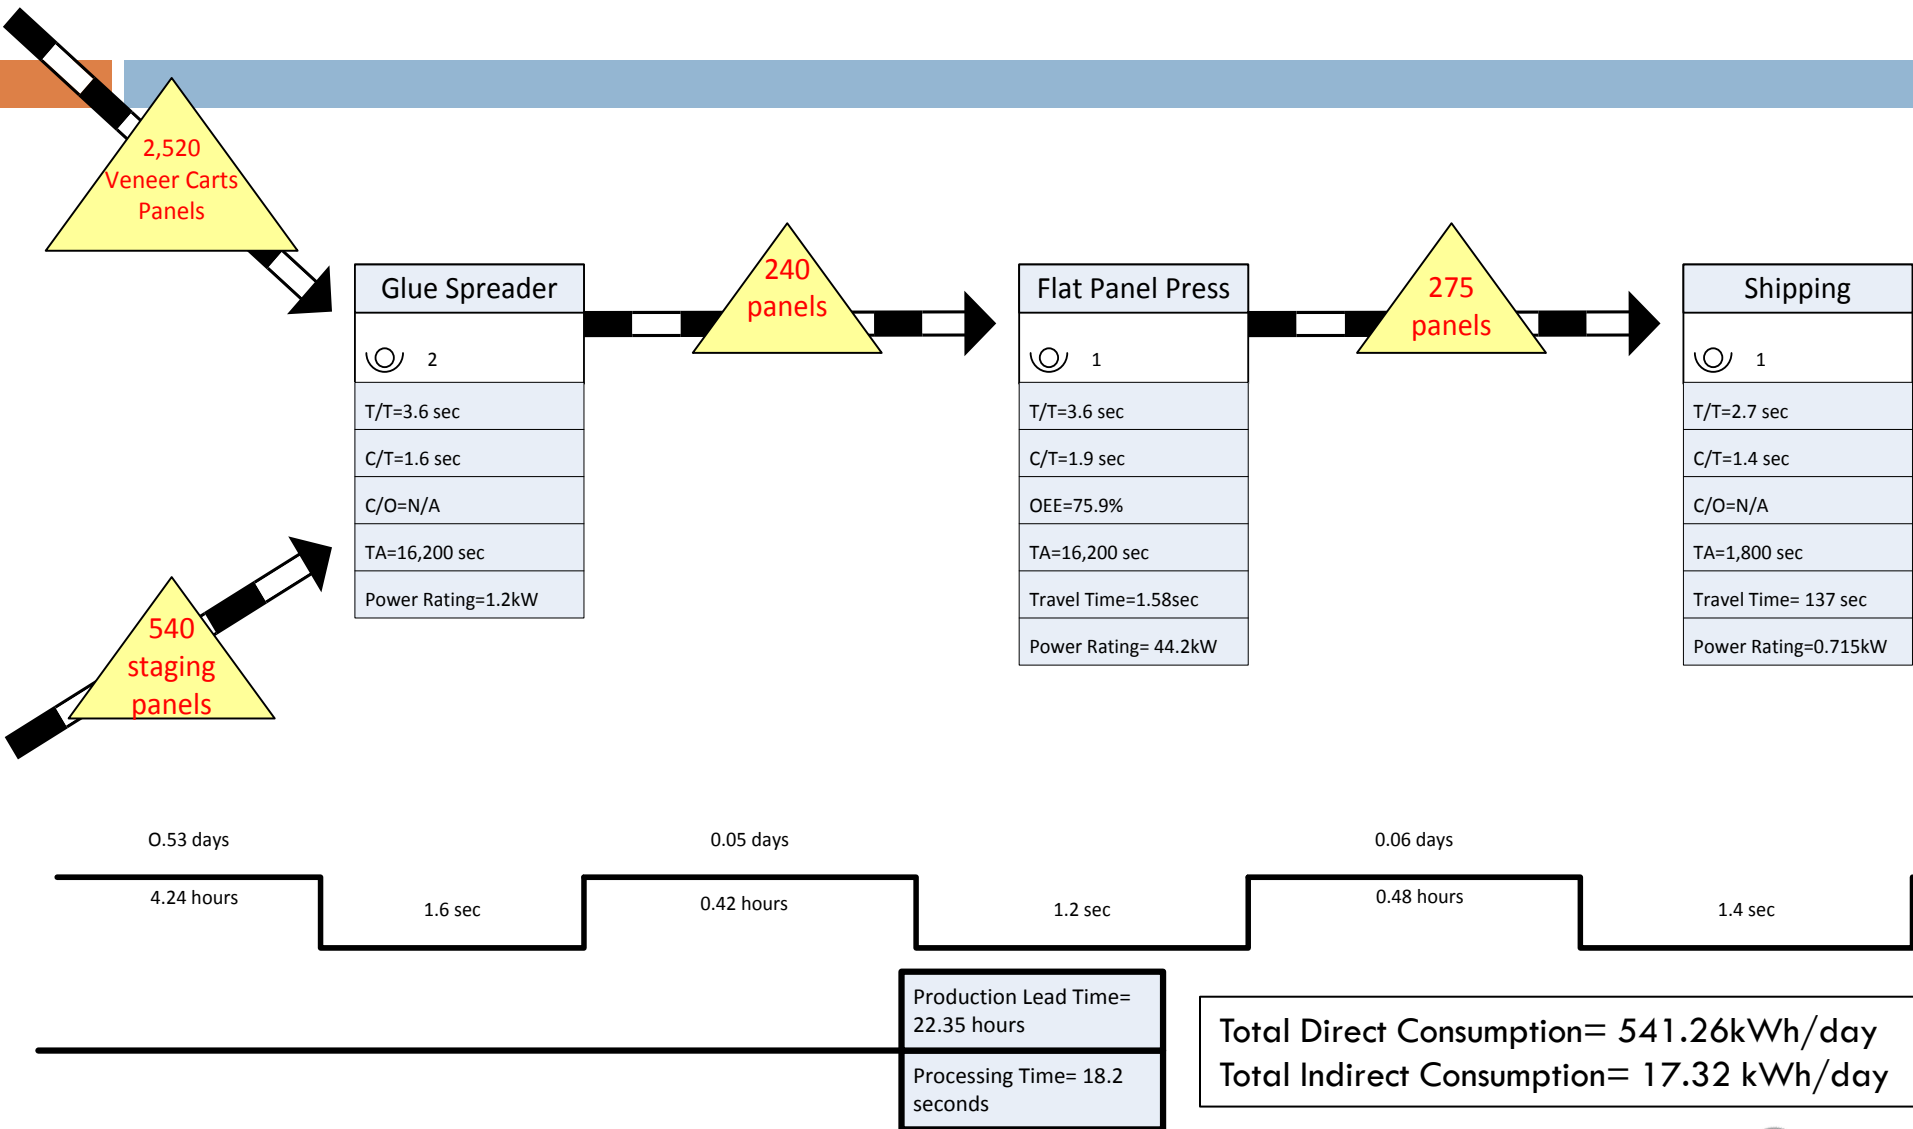 2,520
Veneer Carts
Panels
240
panels
275
panels
Glue Spreader
2
T/T=3.6 sec
C/T=1.6 sec
C/O=N/A
TA=16,200 sec
Power Rating=1.2kW
Flat Panel Press
1
T/T=3.6 sec
C/T=1.9 sec
OEE=75.9%
TA=16,200 sec
Travel Time=1.58sec
Power Rating= 44.2kW
Shipping
1
T/T=2.7 sec
C/T=1.4 sec
C/O=N/A
TA=1,800 sec
Travel Time= 137 sec
Power Rating=0.715kW
540
staging
panels
O.53 days
4.24 hours
1.6 sec
0.05 days
0.42 hours
1.2 sec
0.06 days
0.48 hours
1.4 sec
Production Lead Time=
22.35 hours
Processing Time= 18.2
seconds
Total Direct Consumption= 541.26kWh/day
Total Indirect Consumption= 17.32 kWh/day